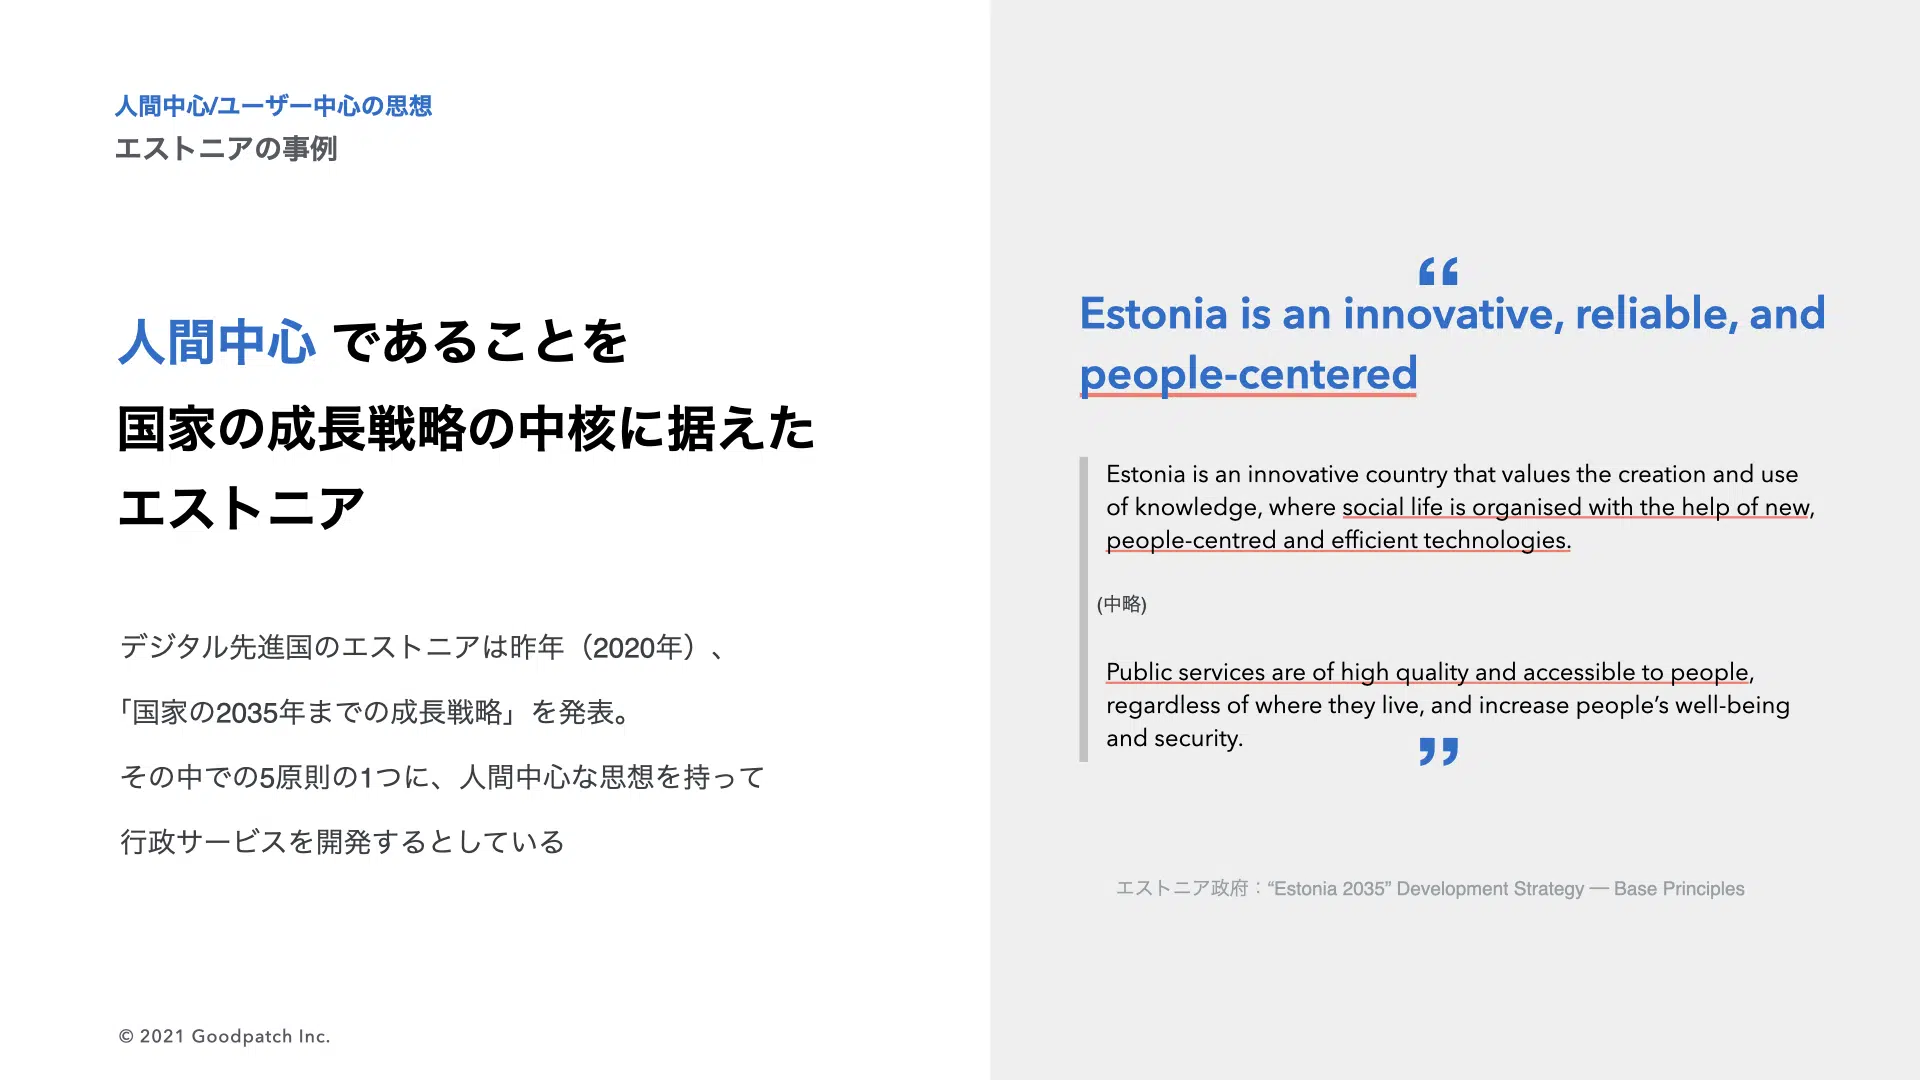 人間中心/ユーザー中心の思想
エストニアの事例
人間中心 であることを
国家の成長戦略の中核に据えた
エストニア
デジタル先進国のエストニアは昨年（2020年）、
「国家の2035年までの成長戦略」を発表。
その中での5原則の1つに、人間中心な思想を持って
行政サービスを開発するとしている
© 2021 Goodpatch Inc.
“
Estonia is an innovative, reliable, and
people-centered
Estonia is an innovative country that values the creation and use
of knowledge, where social life is organised with the help of new,
people-centred and efficient technologies.
(中略)
Public services are of high quality and accessible to people,
regardless of where they live, and increase people’s well-being
and security.
”
エストニア政府：“Estonia 2035” Development Strategy — Base Principles